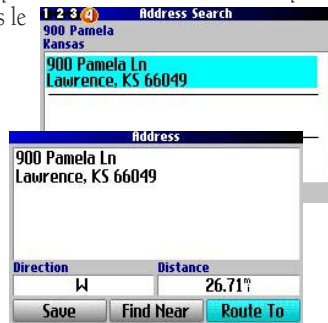 s le
1 2 3 4 Address Search
900 Pamela
Kansas
900 Pamela Ln
Lawrence, KS 66049
Address
900 Pamela Ln
Lawrence, KS 66049
Direction Distance
W 26.71 mi
Save Find Near Route To